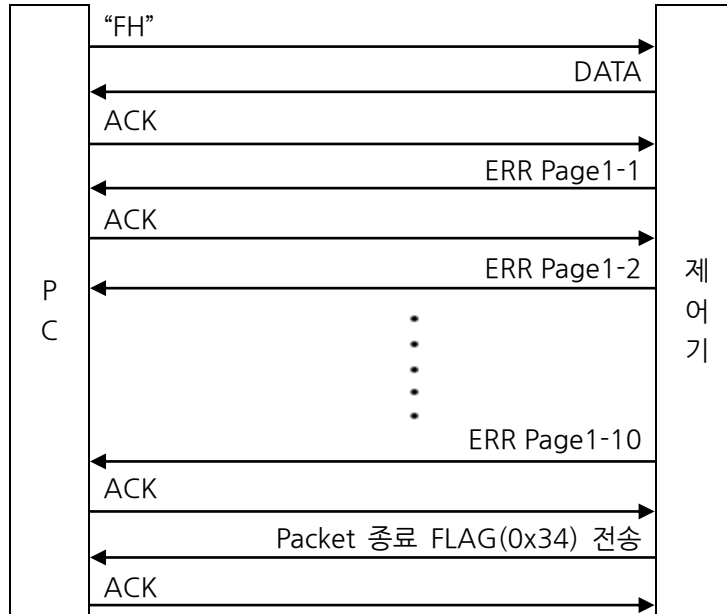 “FH”
DATA
ACK
ERR Page1-1
ACK
ERR Page1-2
P
C
제
어
기
ERR Page1-10
ACK
Packet 종료 FLAG(0x34) 전송
ACK